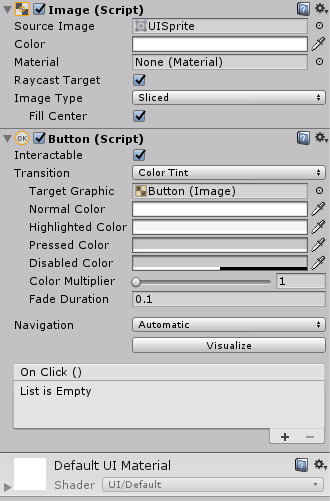 Image (Script)
Source Image UISprite
Color
Material None (Material)
Raycast Target
Image Type Sliced
Fill Center
OK Button (Script)
Interactable
Transition Color Tint
Target Graphic Button (Image)
Normal Color
Highlighted Color
Pressed Color
Disabled Color
Color Multiplier 1
Fade Duration 0.1
Navigation Automatic
Visualize
On Click ()
List is Empty
+ −
Default UI Material
Shader UI/Default